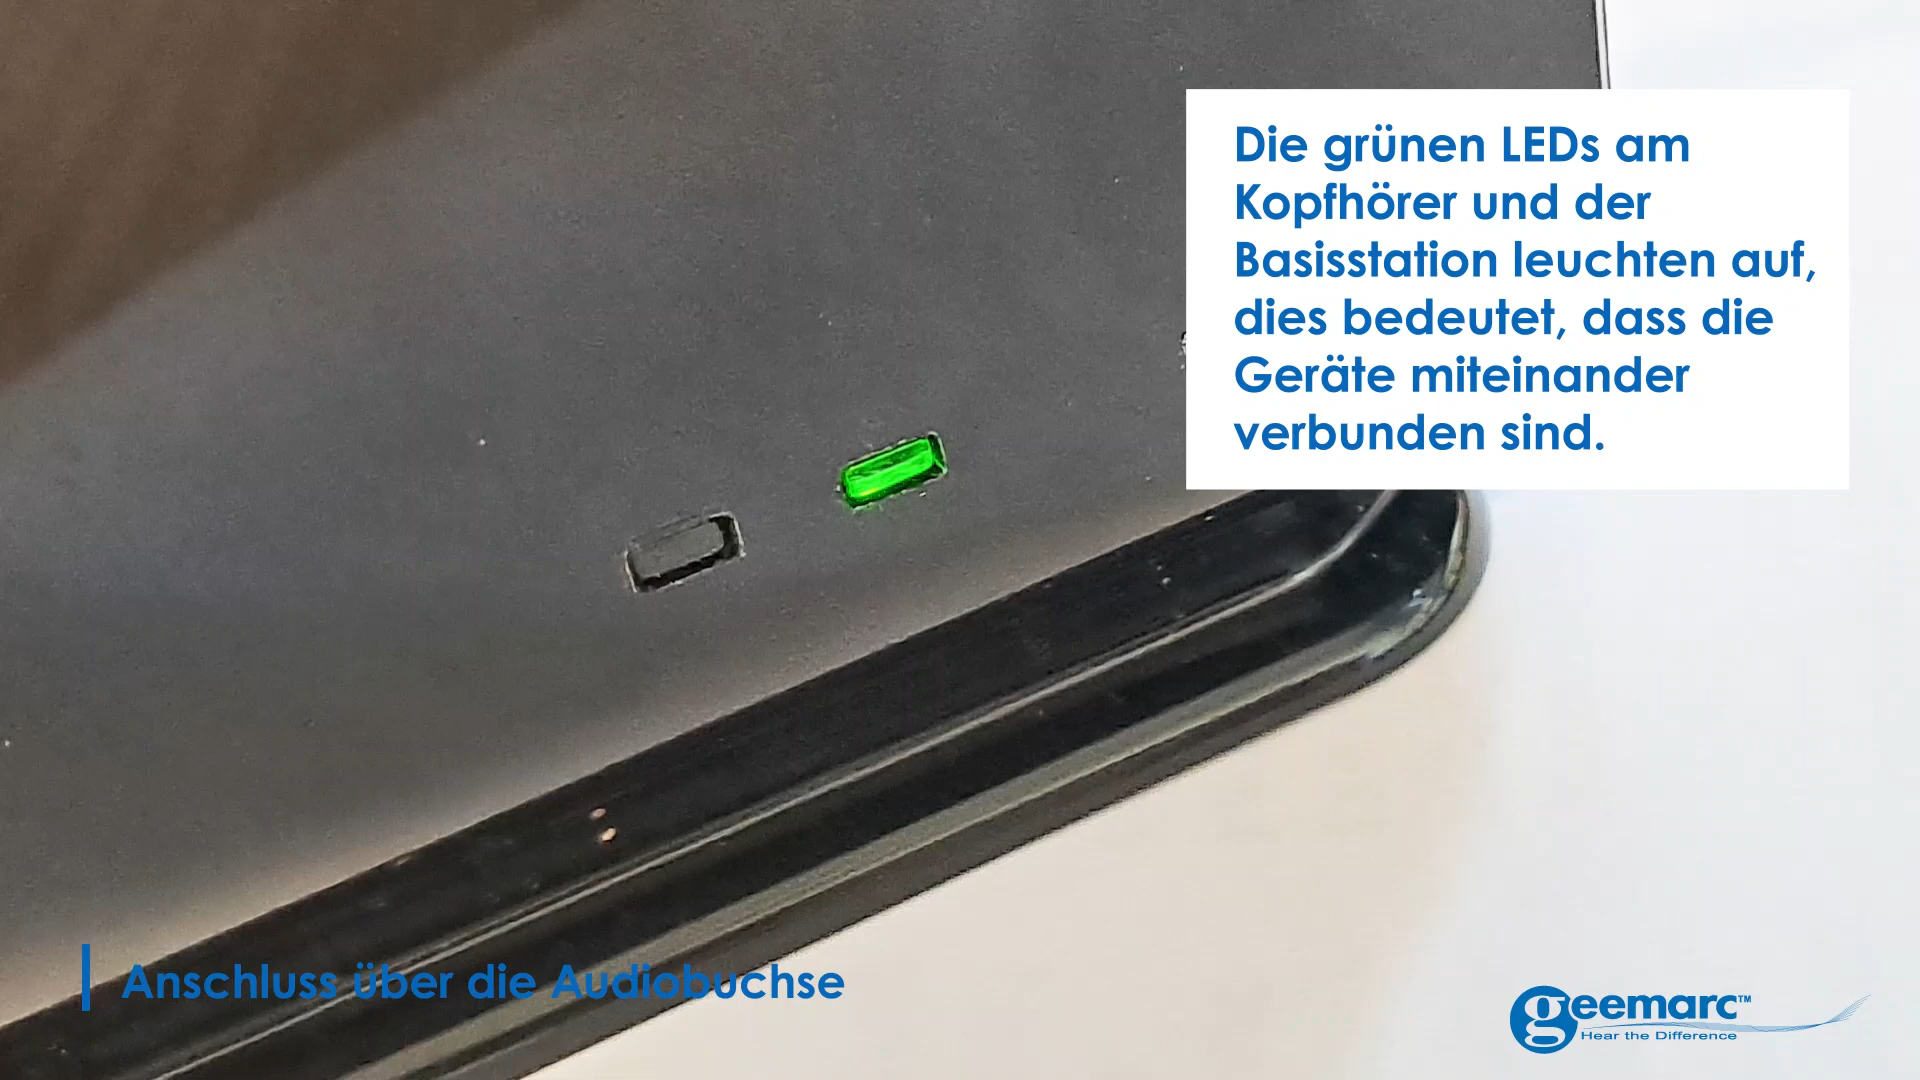 Die grünen LEDs am
Kopfhörer und der
Basisstation leuchten auf,
dies bedeutet, dass die
Geräte miteinander
verbunden sind.
Anschluss über die Audiobuchse
geemarc™
Hear the Difference